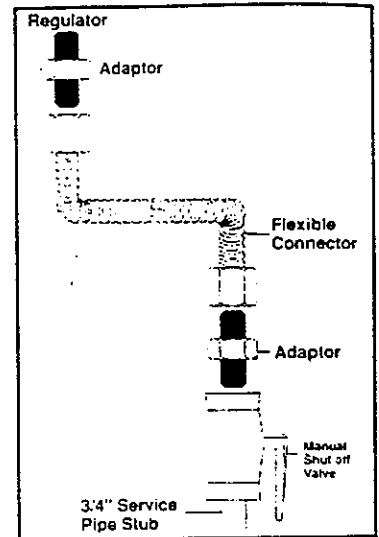 Regulator
Adaptor
Flexible
Connector
Adaptor
Manual
Shut off
Valve
3/4" Service
Pipe Stub